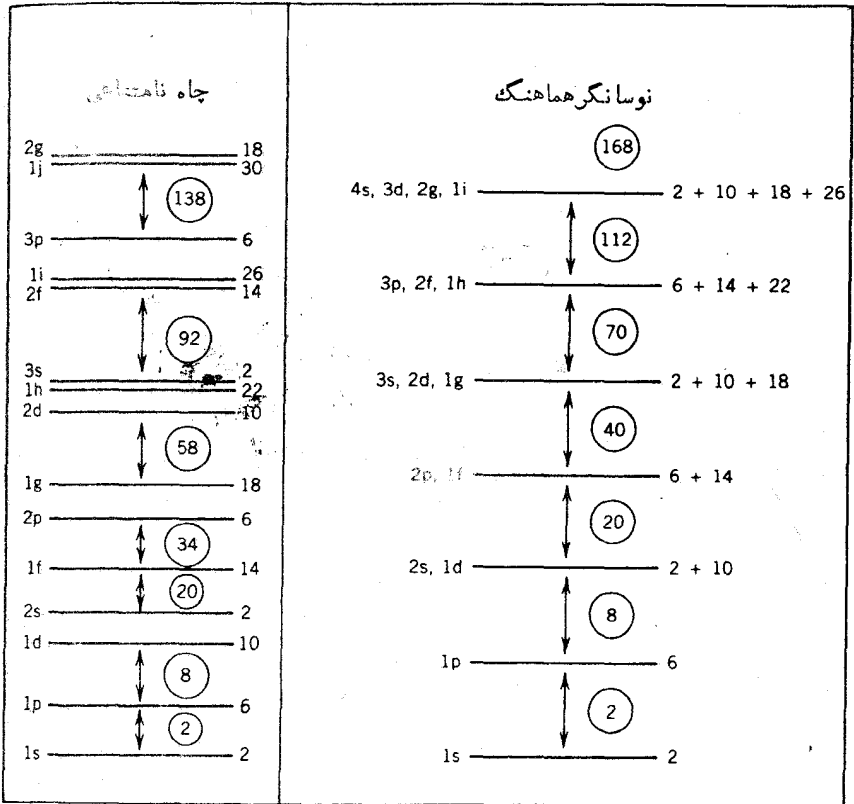 چاه نامتناهی
2g 18
1j 30
138
3p 6
1i 26
2f 14
92
3s 2
1h 22
2d 10
58
1g 18
2p 6
34
1f 14
20
2s 2
1d 10
8
1p 6
2
1s 2
نوسانگر هماهنگ
168
4s, 3d, 2g, 1i 2 + 10 + 18 + 26
112
3p, 2f, 1h 6 + 14 + 22
70
3s, 2d, 1g 2 + 10 + 18
40
2p, 1f 6 + 14
20
2s, 1d 2 + 10
8
1p 6
2
1s 2